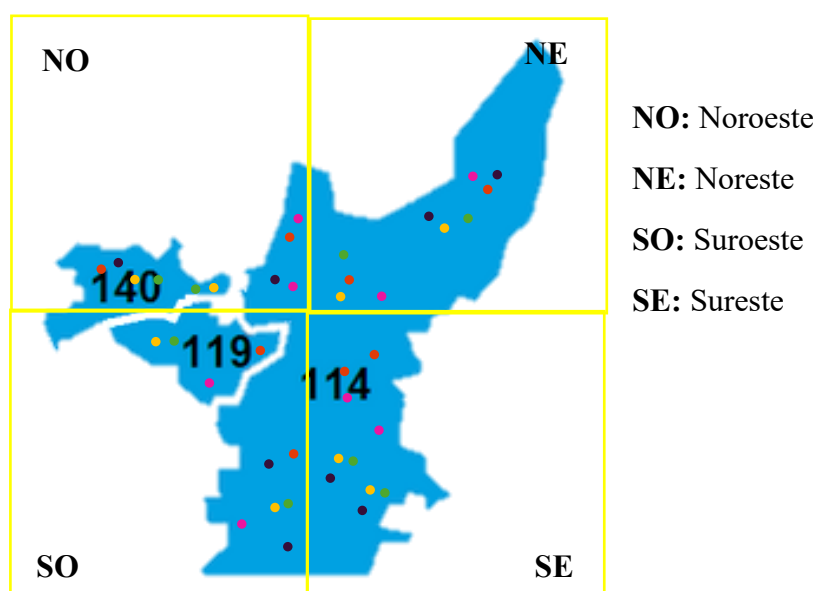 NO
NE
NO: Noroeste
NE: Noreste
SO: Suroeste
SE: Sureste
140
119
114
SO
SE